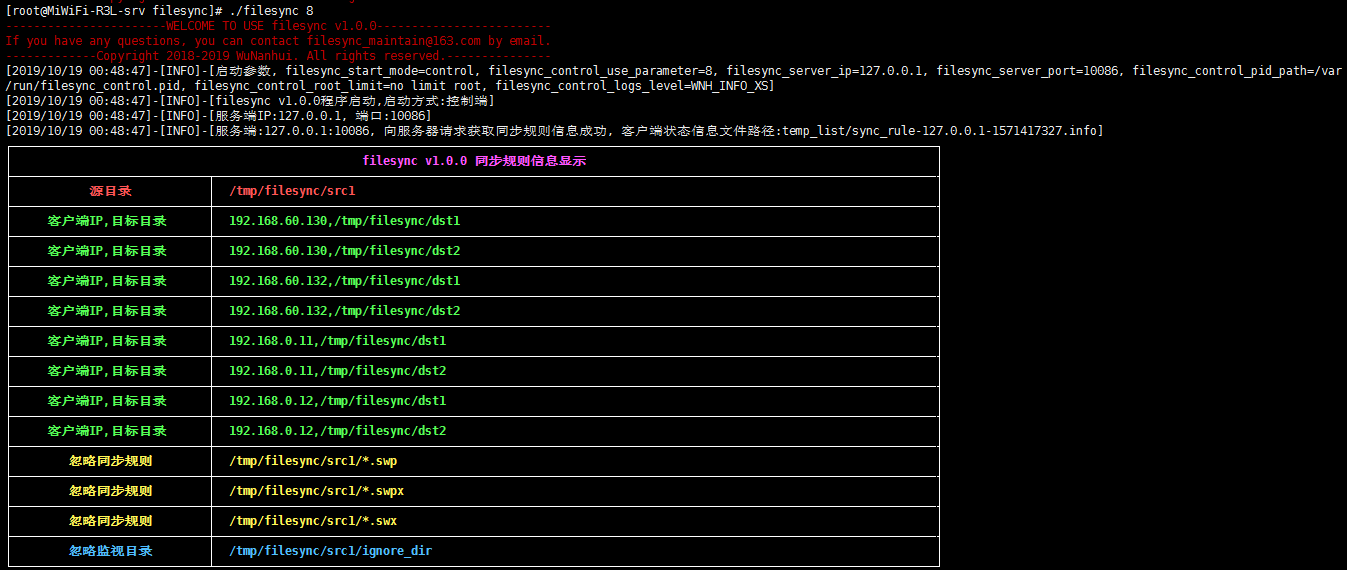 [root@MiWiFi-R3L-srv filesync]# ./filesync 8
-----------------------WELCOME TO USE filesync v1.0.0------------------------
If you have any questions, you can contact filesync_maintain@163.com by email.
-------------Copyright 2018-2019 WuNanhui. All rights reserved.---------------
[2019/10/19 00:48:47]-[INFO]-[启动参数, filesync_start_mode=control, filesync_control_use_parameter=8, filesync_server_ip=127.0.0.1, filesync_server_port=10086, filesync_control_pid_path=/var
/run/filesync_control.pid, filesync_control_root_limit=no limit root, filesync_control_logs_level=WNH_INFO_XS]
[2019/10/19 00:48:47]-[INFO]-[filesync v1.0.0程序启动,启动方式:控制端]
[2019/10/19 00:48:47]-[INFO]-[服务端IP:127.0.0.1, 端口:10086]
[2019/10/19 00:48:47]-[INFO]-[服务端:127.0.0.1:10086, 向服务器请求获取同步规则信息成功, 客户端状态信息文件路径:temp_list/sync_rule-127.0.0.1-1571417327.info]
filesync v1.0.0 同步规则信息显示
源目录 /tmp/filesync/src1
客户端IP,目标目录 192.168.60.130,/tmp/filesync/dst1
客户端IP,目标目录 192.168.60.130,/tmp/filesync/dst2
客户端IP,目标目录 192.168.60.132,/tmp/filesync/dst1
客户端IP,目标目录 192.168.60.132,/tmp/filesync/dst2
客户端IP,目标目录 192.168.0.11,/tmp/filesync/dst1
客户端IP,目标目录 192.168.0.11,/tmp/filesync/dst2
客户端IP,目标目录 192.168.0.12,/tmp/filesync/dst1
客户端IP,目标目录 192.168.0.12,/tmp/filesync/dst2
忽略同步规则 /tmp/filesync/src1/*.swp
忽略同步规则 /tmp/filesync/src1/*.swpx
忽略同步规则 /tmp/filesync/src1/*.swx
忽略监视目录 /tmp/filesync/src1/ignore_dir